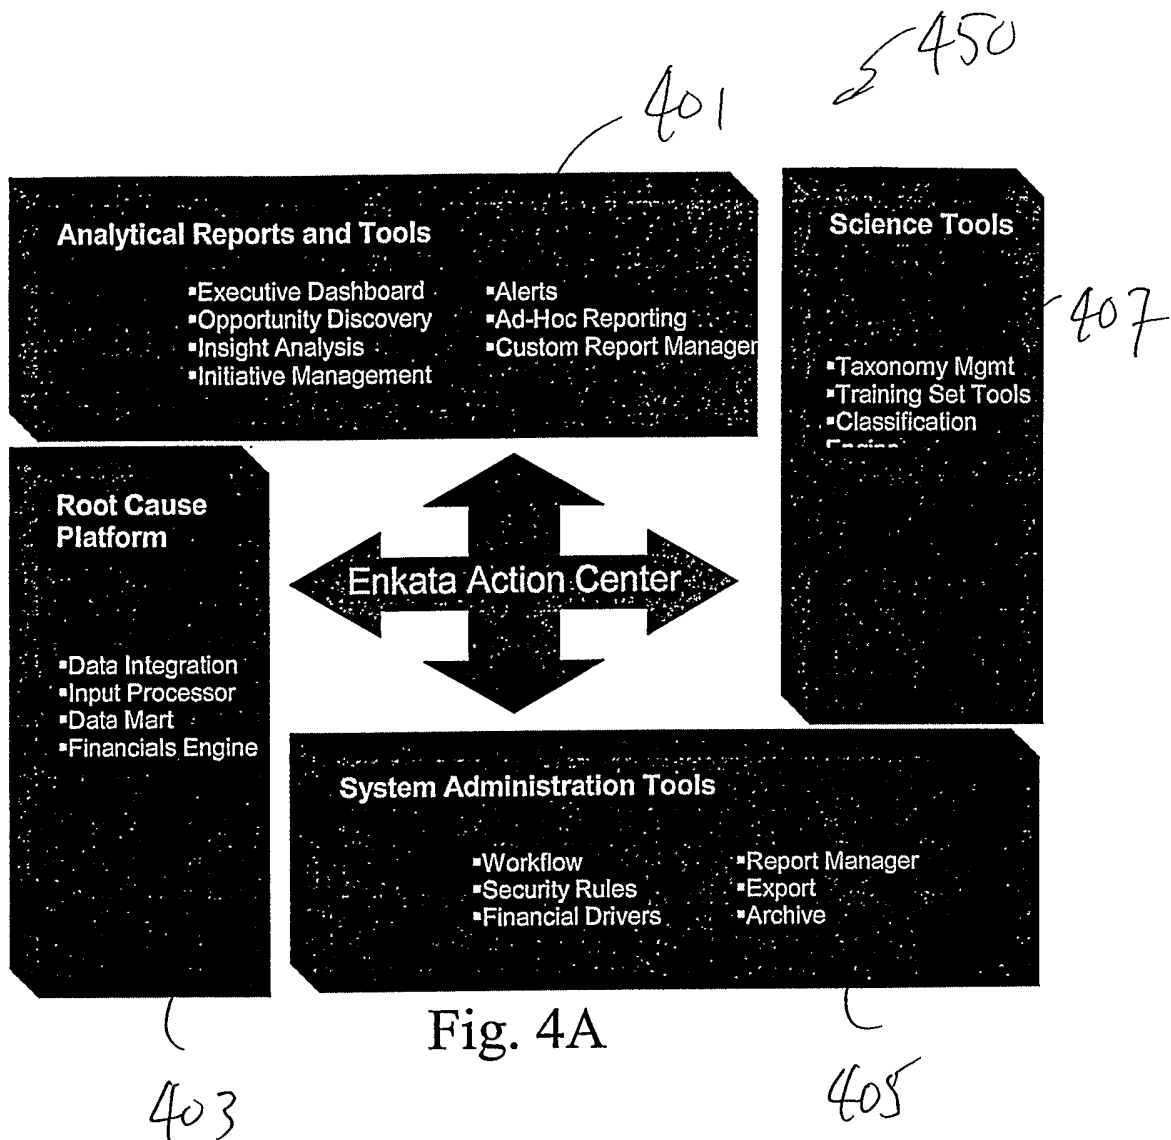 450
401
Analytical Reports and Tools
▪Executive Dashboard
▪Opportunity Discovery
▪Insight Analysis
▪Initiative Management
▪Alerts
▪Ad-Hoc Reporting
▪Custom Report Manager
Science Tools
407
▪Taxonomy Mgmt
▪Training Set Tools
▪Classification
Root Cause
Platform
▪Data Integration
▪Input Processor
▪Data Mart
▪Financials Engine
Enkata Action Center
System Administration Tools
▪Workflow
▪Security Rules
▪Financial Drivers
▪Report Manager
▪Export
▪Archive
Fig. 4A
403
405